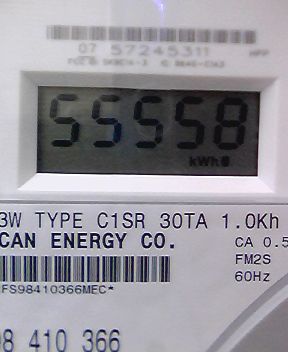 07 57245311
55558
kWh
3W TYPE C1SR 30TA 1.0Kh
CAN ENERGY CO.
CA 0.5
FM2S
60Hz
FS98410366MEC*
98 410 366